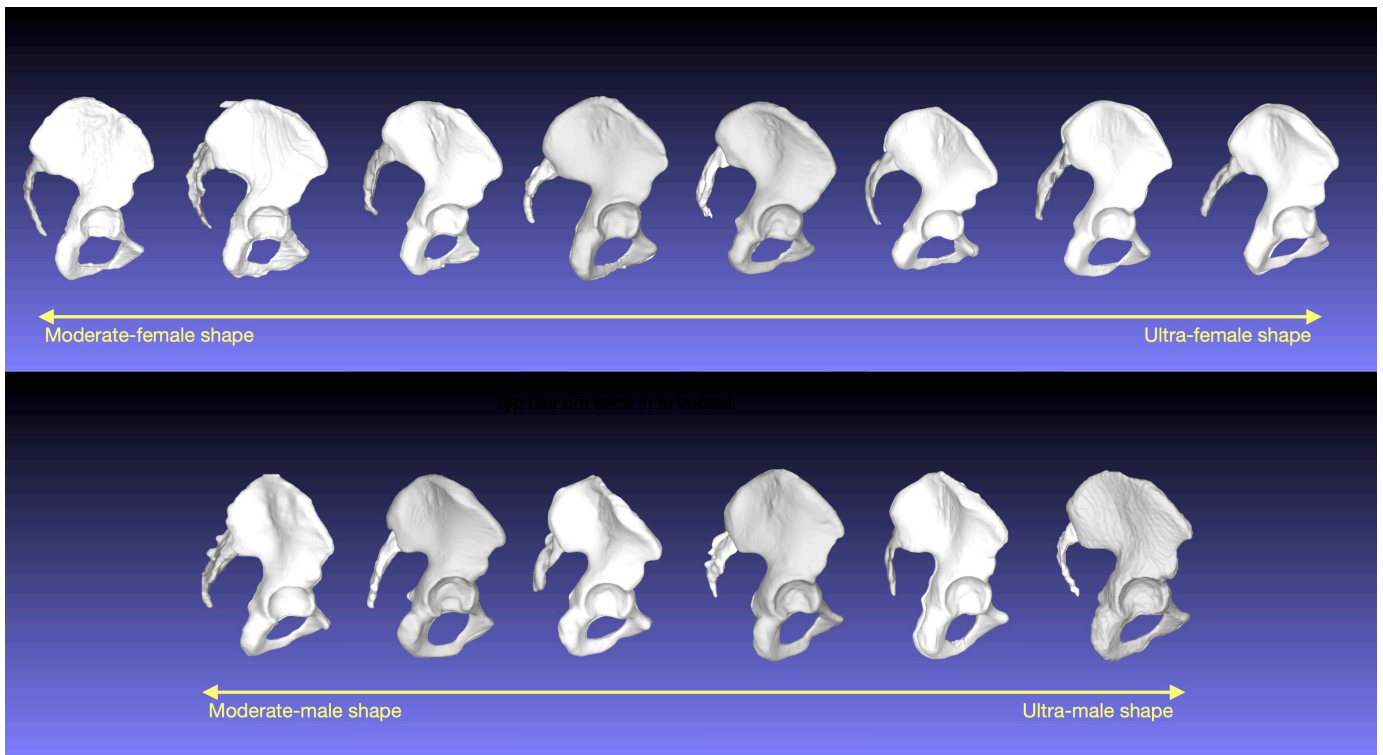 Moderate-female shape
Ultra-female shape
Typ hier om tekst in te voeren
Moderate-male shape
Ultra-male shape